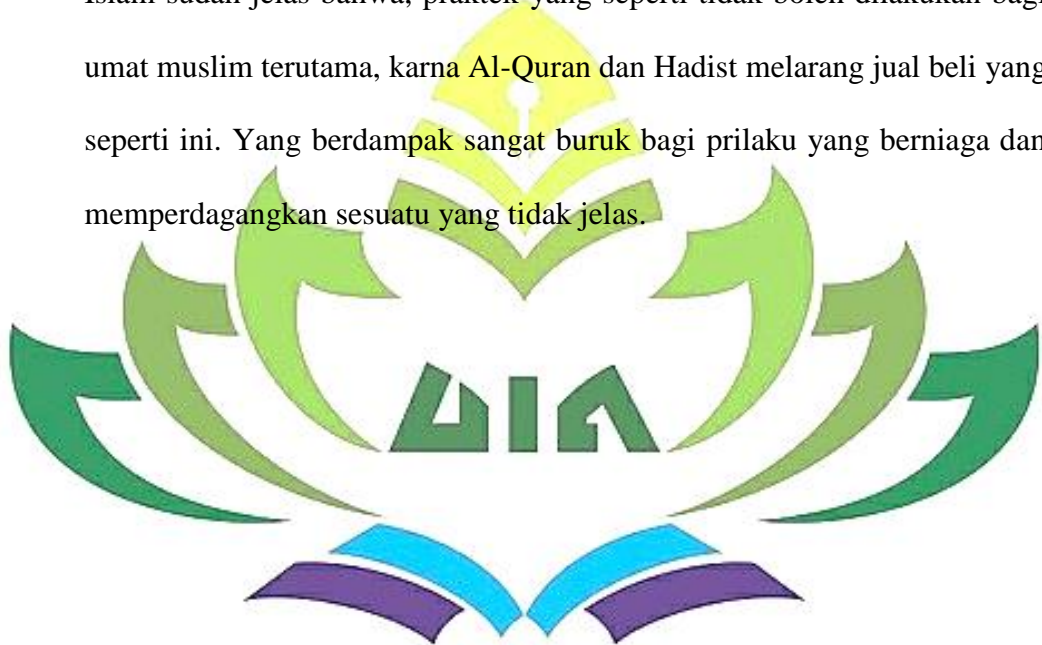 Islam sudah jelas bahwa, praktek yang seperti tidak boleh dilakukan bagi
umat muslim terutama, karna Al-Quran dan Hadist melarang jual beli yang
seperti ini. Yang berdampak sangat buruk bagi prilaku yang berniaga dan
memperdagangkan sesuatu yang tidak jelas.
UIN